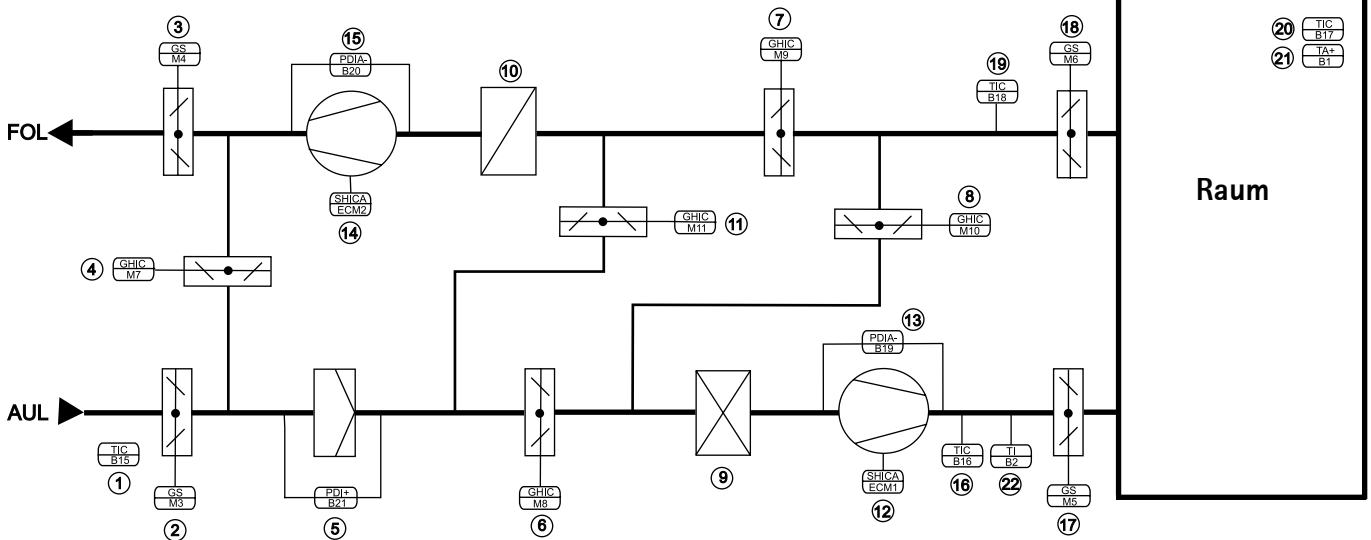 3
GS
M4
15
PDIA-
B20
10
7
GHIC
M9
19
TIC
B18
18
GS
M6
20
TIC
B17
21
TA+
B1
FOL
SHICA
ECM2
14
GHIC
M11
11
8
GHIC
M10
Raum
4
GHIC
M7
13
PDIA-
B19
AUL
TIC
B15
1
GS
M3
2
PDI+
B21
5
GHIC
M8
6
9
SHICA
ECM1
12
TIC
B16
16
TI
B2
22
GS
M5
17